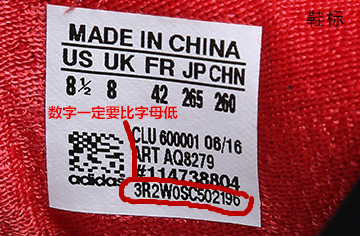 鞋标
MADE IN CHINA
US UK FR JP CHN
8½ 8 42 265 260
数字一定要比字母低
CLU 600001 06/16
ART AQ8279
#114738804
adidas
3R2W0SC502196